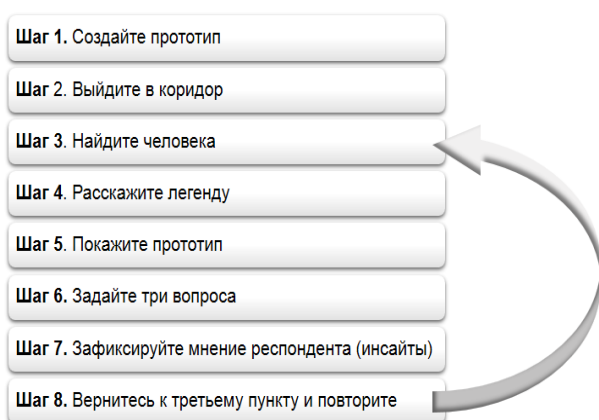 Шаг 1. Создайте прототип
Шаг 2. Выйдите в коридор
Шаг 3. Найдите человека
Шаг 4. Расскажите легенду
Шаг 5. Покажите прототип
Шаг 6. Задайте три вопроса
Шаг 7. Зафиксируйте мнение респондента (инсайты)
Шаг 8. Вернитесь к третьему пункту и повторите